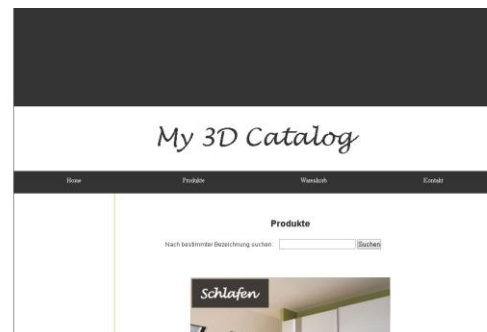 My 3D Catalog
Home Produkte Warenkorb Kontakt
Produkte
Nach bestimmter Bezeichnung suchen: Suchen
Schlafen